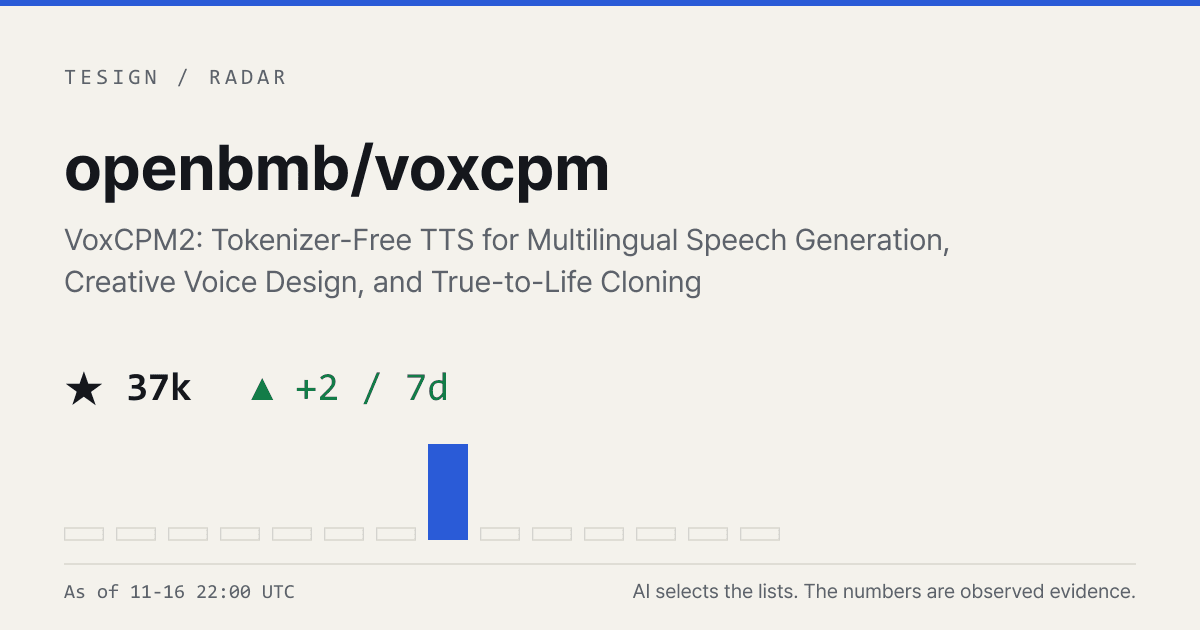 TESIGN / RADAR
openbmb/voxcpm
VoxCPM2: Tokenizer-Free TTS for Multilingual Speech Generation,
Creative Voice Design, and True-to-Life Cloning
★ 37k ▲ +2 / 7d
As of 11-16 22:00 UTC
AI selects the lists. The numbers are observed evidence.